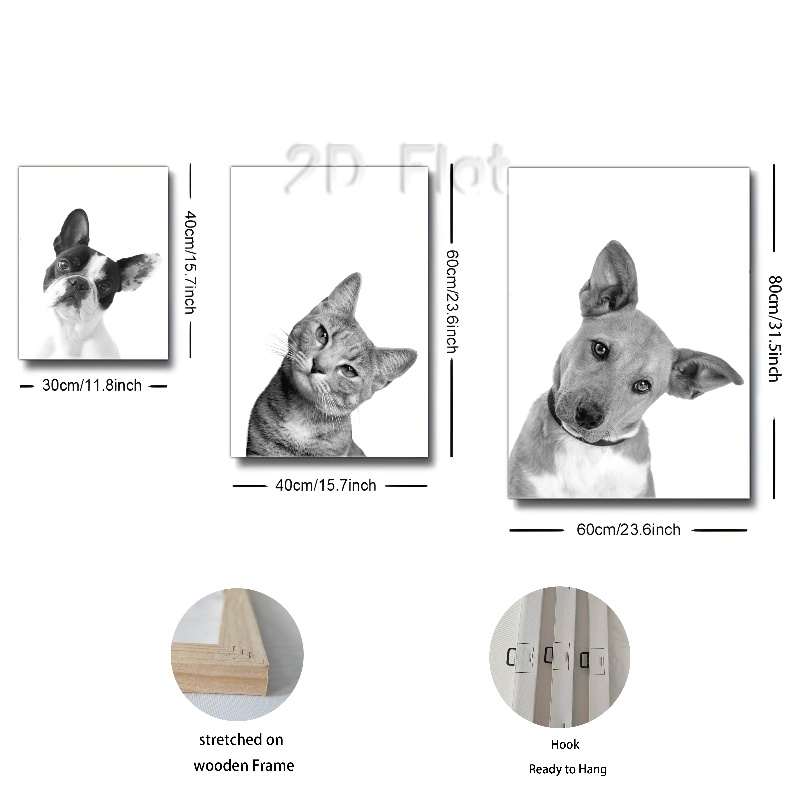 2D Flat
40cm/15.7inch
30cm/11.8inch
60cm/23.6inch
40cm/15.7inch
80cm/31.5inch
60cm/23.6inch
stretched on
wooden Frame
Hook
Ready to Hang